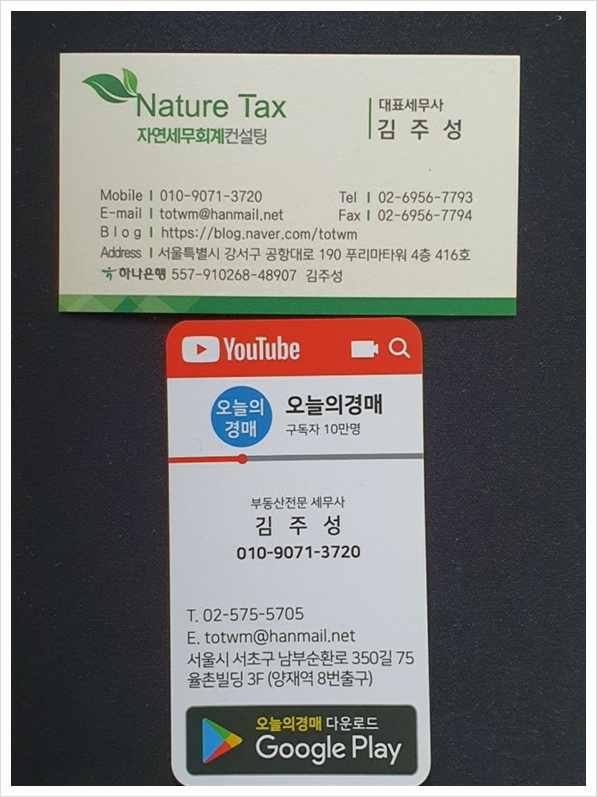 Nature Tax
자연세무회계컨설팅
대표세무사
김 주 성
Mobile | 010-9071-3720
E-mail | totwm@hanmail.net
Tel | 02-6956-7793
Fax | 02-6956-7794
Blog | https://blog.naver.com/totwm
Address | 서울특별시 강서구 공항대로 190 푸리마타워 4층 416호
하나은행 557-910268-48907 김주성
YouTube
오늘의
경매
오늘의경매
구독자 10만명
부동산전문 세무사
김 주 성
010-9071-3720
T. 02-575-5705
E. totwm@hanmail.net
서울시 서초구 남부순환로 350길 75
율촌빌딩 3F (양재역 8번출구)
오늘의경매 다운로드
Google Play